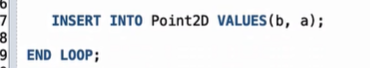 7 INSERT INTO Point2D VALUES(b, a);
8
9 END LOOP;